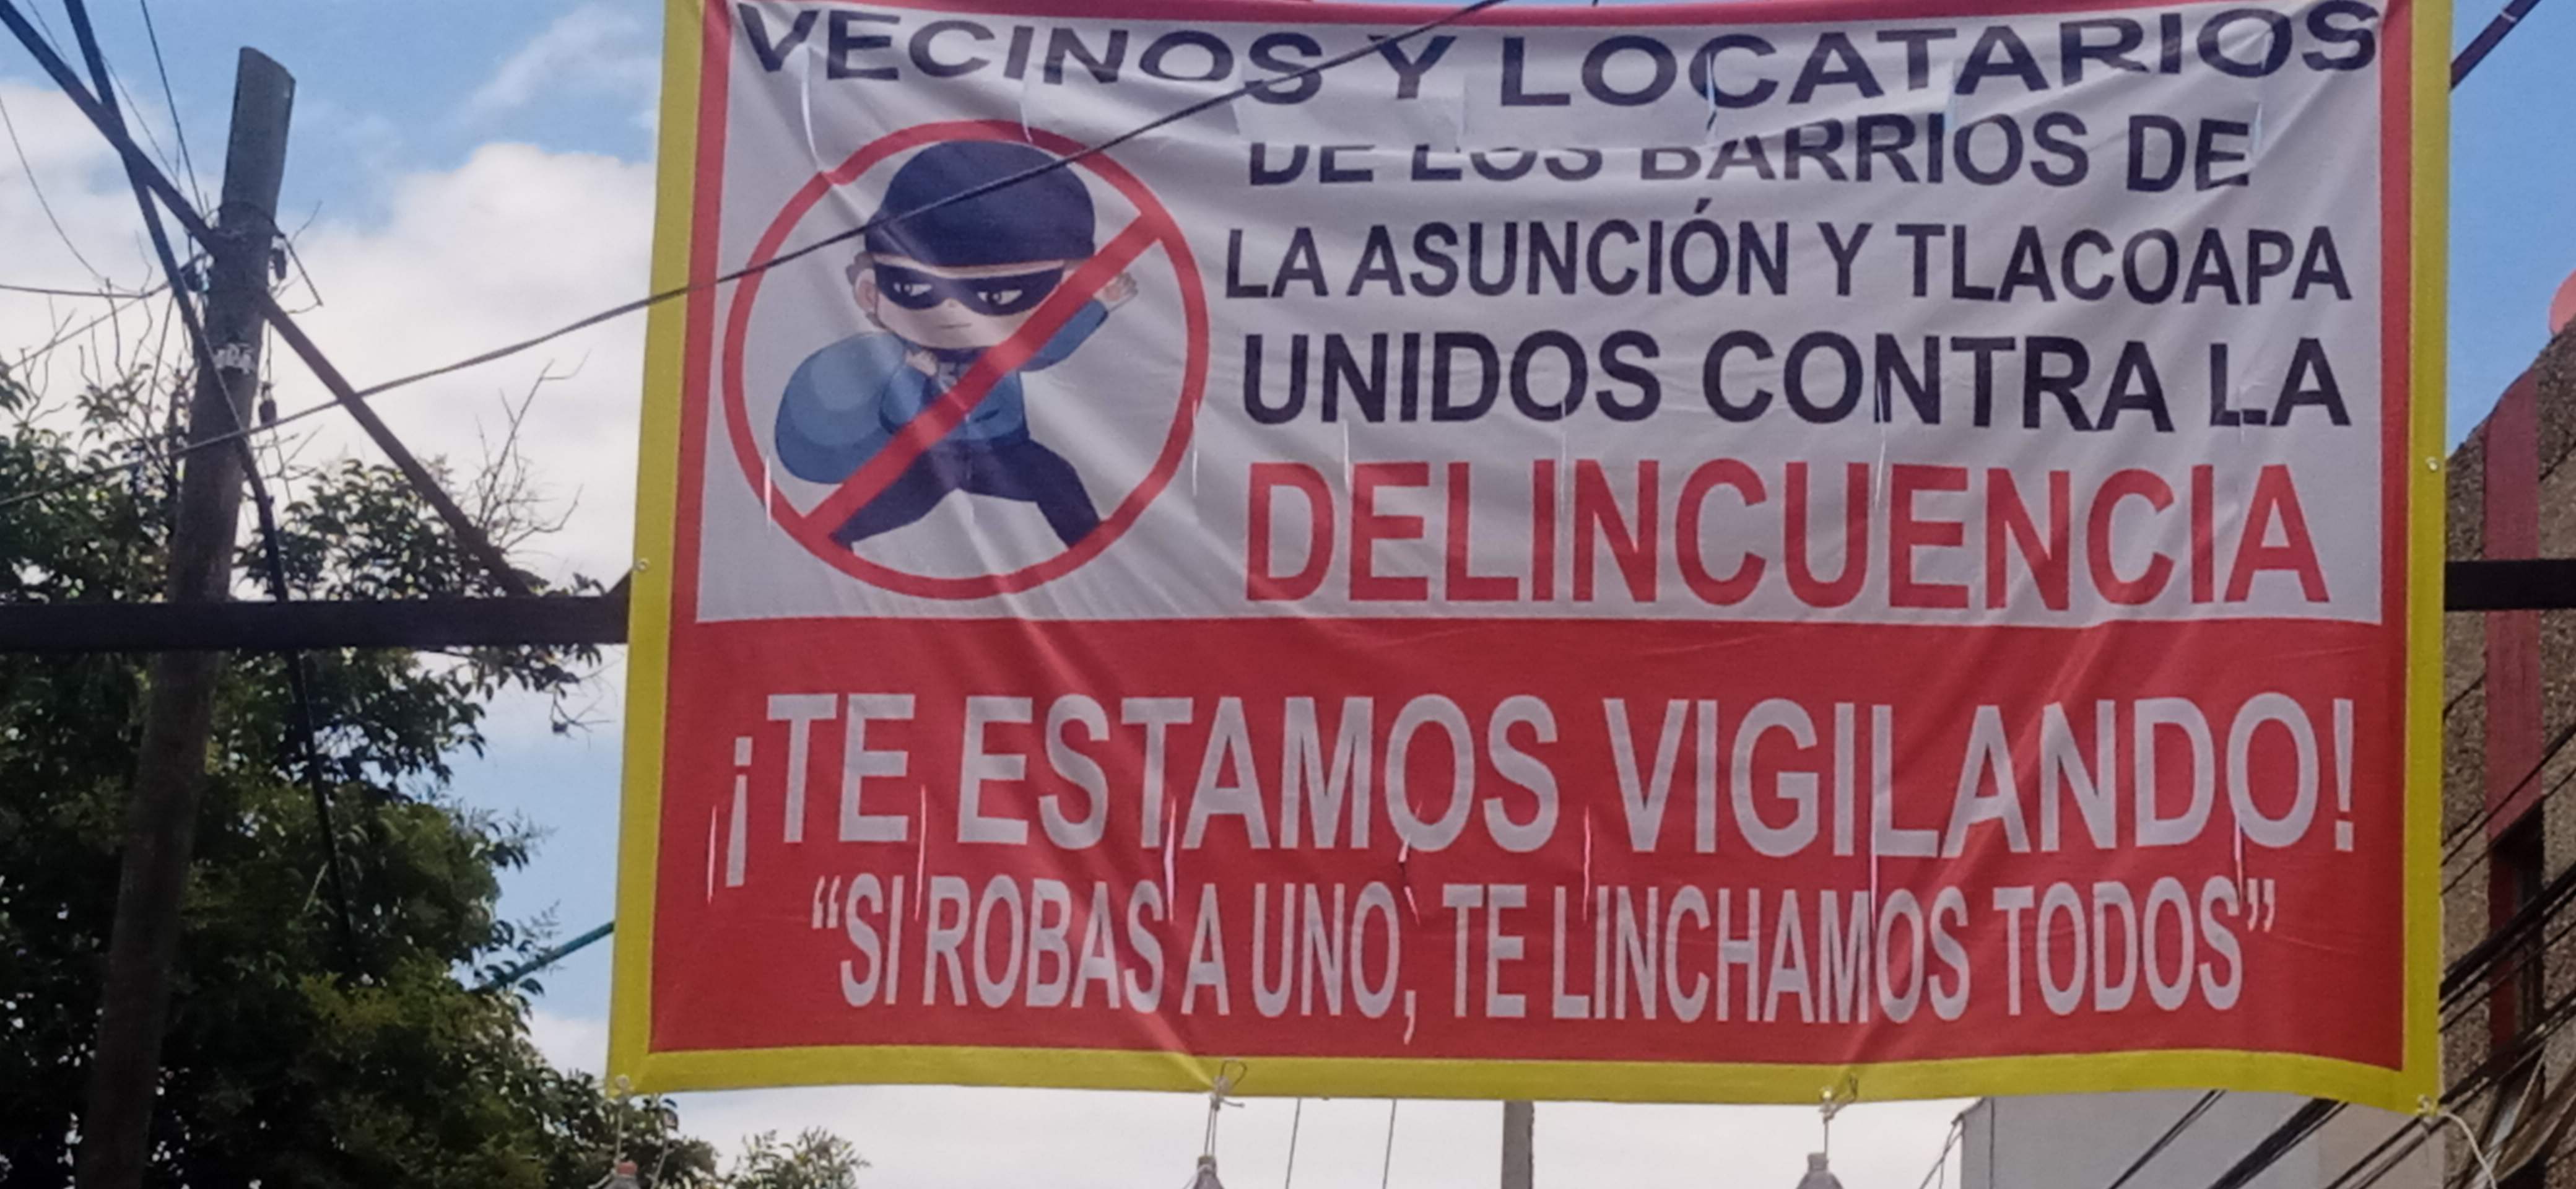 VECINOS Y LOCATARIOS
DE LOS BARRIOS DE
LA ASUNCIÓN Y TLACOAPA
UNIDOS CONTRA LA
DELINCUENCIA
¡TE ESTAMOS VIGILANDO!
“SI ROBAS A UNO, TE LINCHAMOS TODOS”